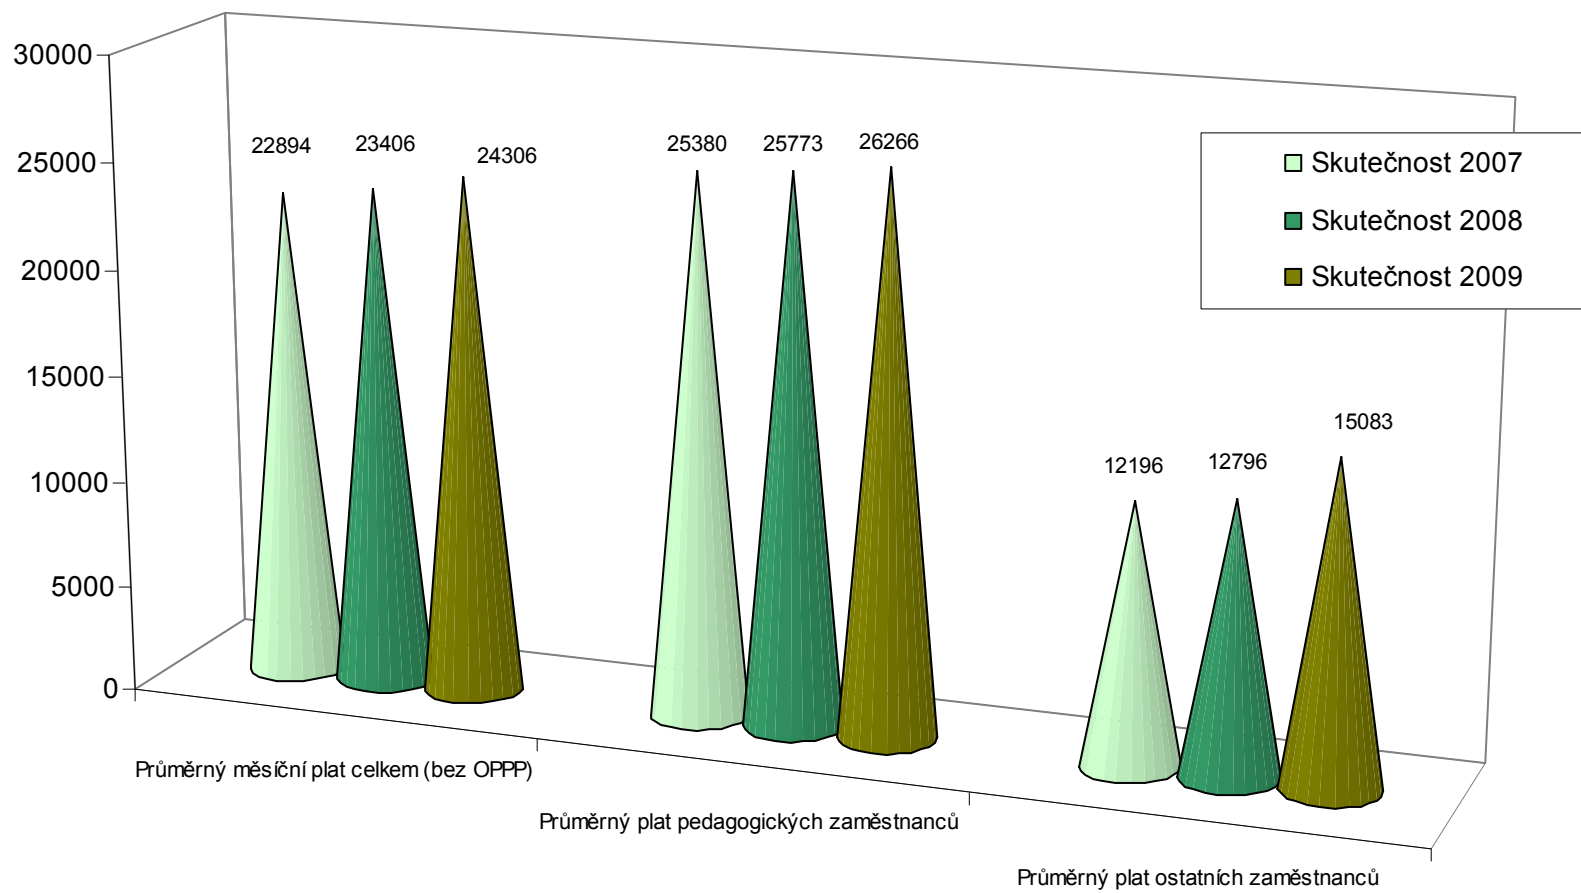 30000
25000
20000
15000
10000
5000
0
22894
23406
24306
25380
25773
26266
12196
12796
15083
Skutečnost 2007
Skutečnost 2008
Skutečnost 2009
Průměrný měsíční plat celkem (bez OPPP)
Průměrný plat pedagogických zaměstnanců
Průměrný plat ostatních zaměstnanců